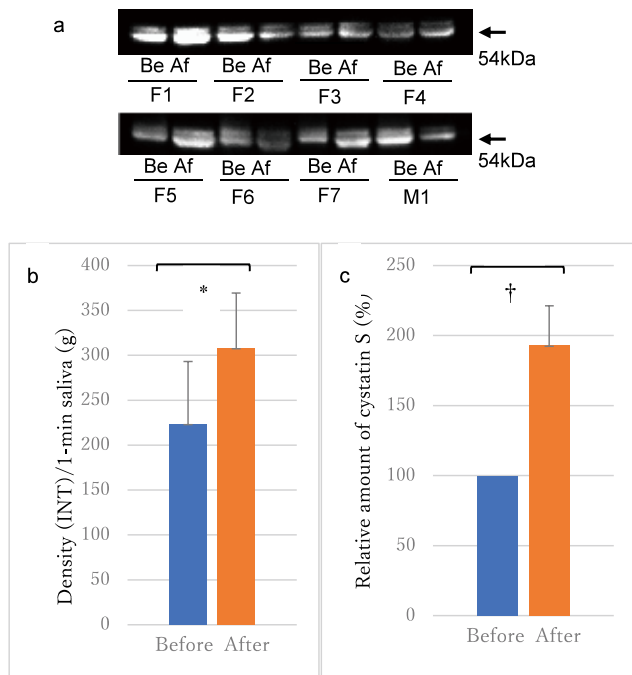 a
54kDa
Be Af Be Af Be Af Be Af
F1 F2 F3 F4
54kDa
Be Af Be Af Be Af Be Af
F5 F6 F7 M1
b
Density (INT)/1-min saliva (g)
400
350
300
250
200
150
100
50
0
*
Before After
c
Relative amount of cystatin S (%)
250
200
150
100
50
0
†
Before After